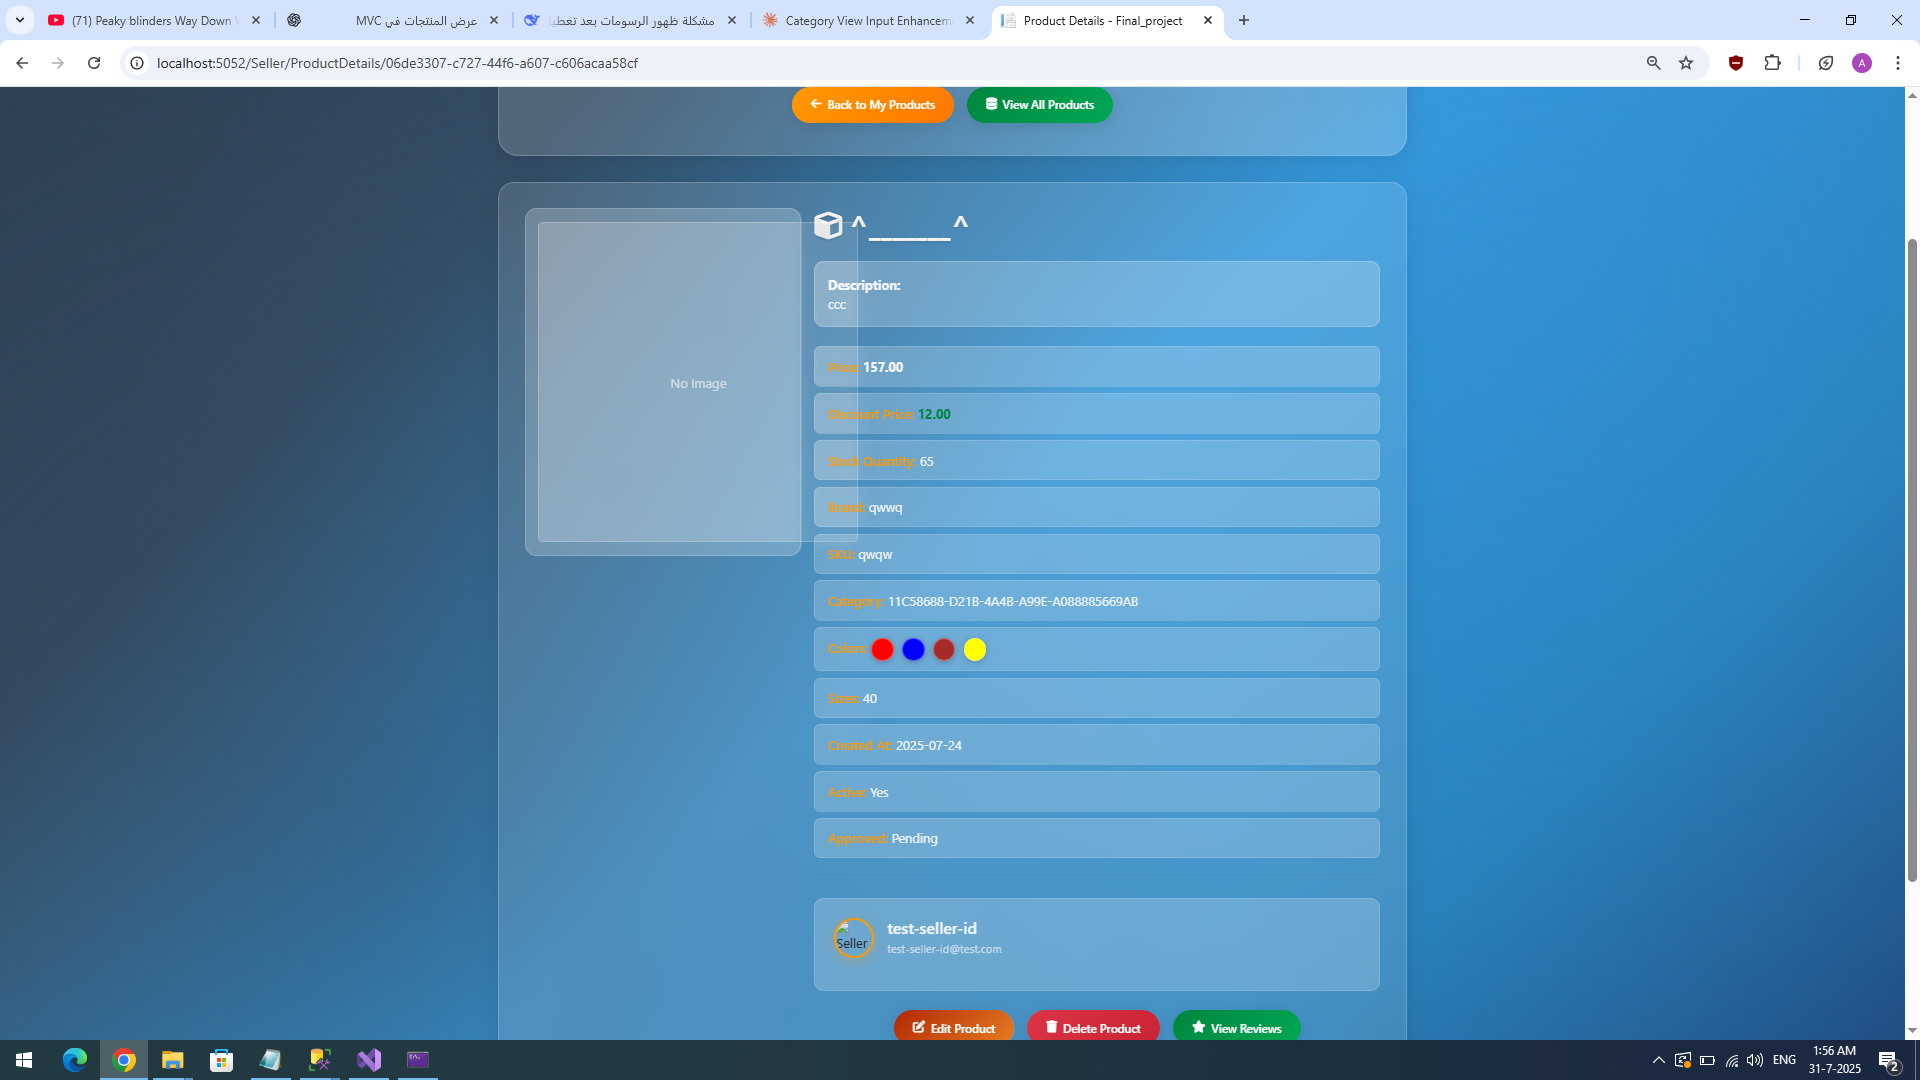 (71) Peaky blinders Way Down
عرض المنتجات في MVC
مشكلة ظهور الرسومات بعد تعطيل
Category View Input Enhancem
Product Details - Final_project
localhost:5052/Seller/ProductDetails/06de3307-c727-44f6-a607-c606acaa58cf
A
Back to My Products
View All Products
^_______^
No Image
Description:
ccc
Price: 157.00
Discount Price: 12.00
Stock Quantity: 65
Brand: qwwq
SKU: qwqw
Category: 11C58688-D21B-4A4B-A99E-A088885669AB
Colors:
Sizes: 40
Created At: 2025-07-24
Active: Yes
Approved: Pending
Seller
test-seller-id
test-seller-id@test.com
Edit Product
Delete Product
View Reviews
ENG
1:56 AM
31-7-2025
2